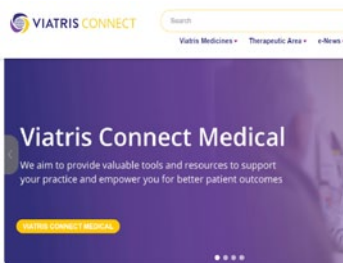 VIATRIS CONNECT
Search
Viatris Medicines
Therapeutic Area
e-News
Viatris Connect Medical
We aim to provide valuable tools and resources to support
your practice and empower you for better patient outcomes
VIATRIS CONNECT MEDICAL